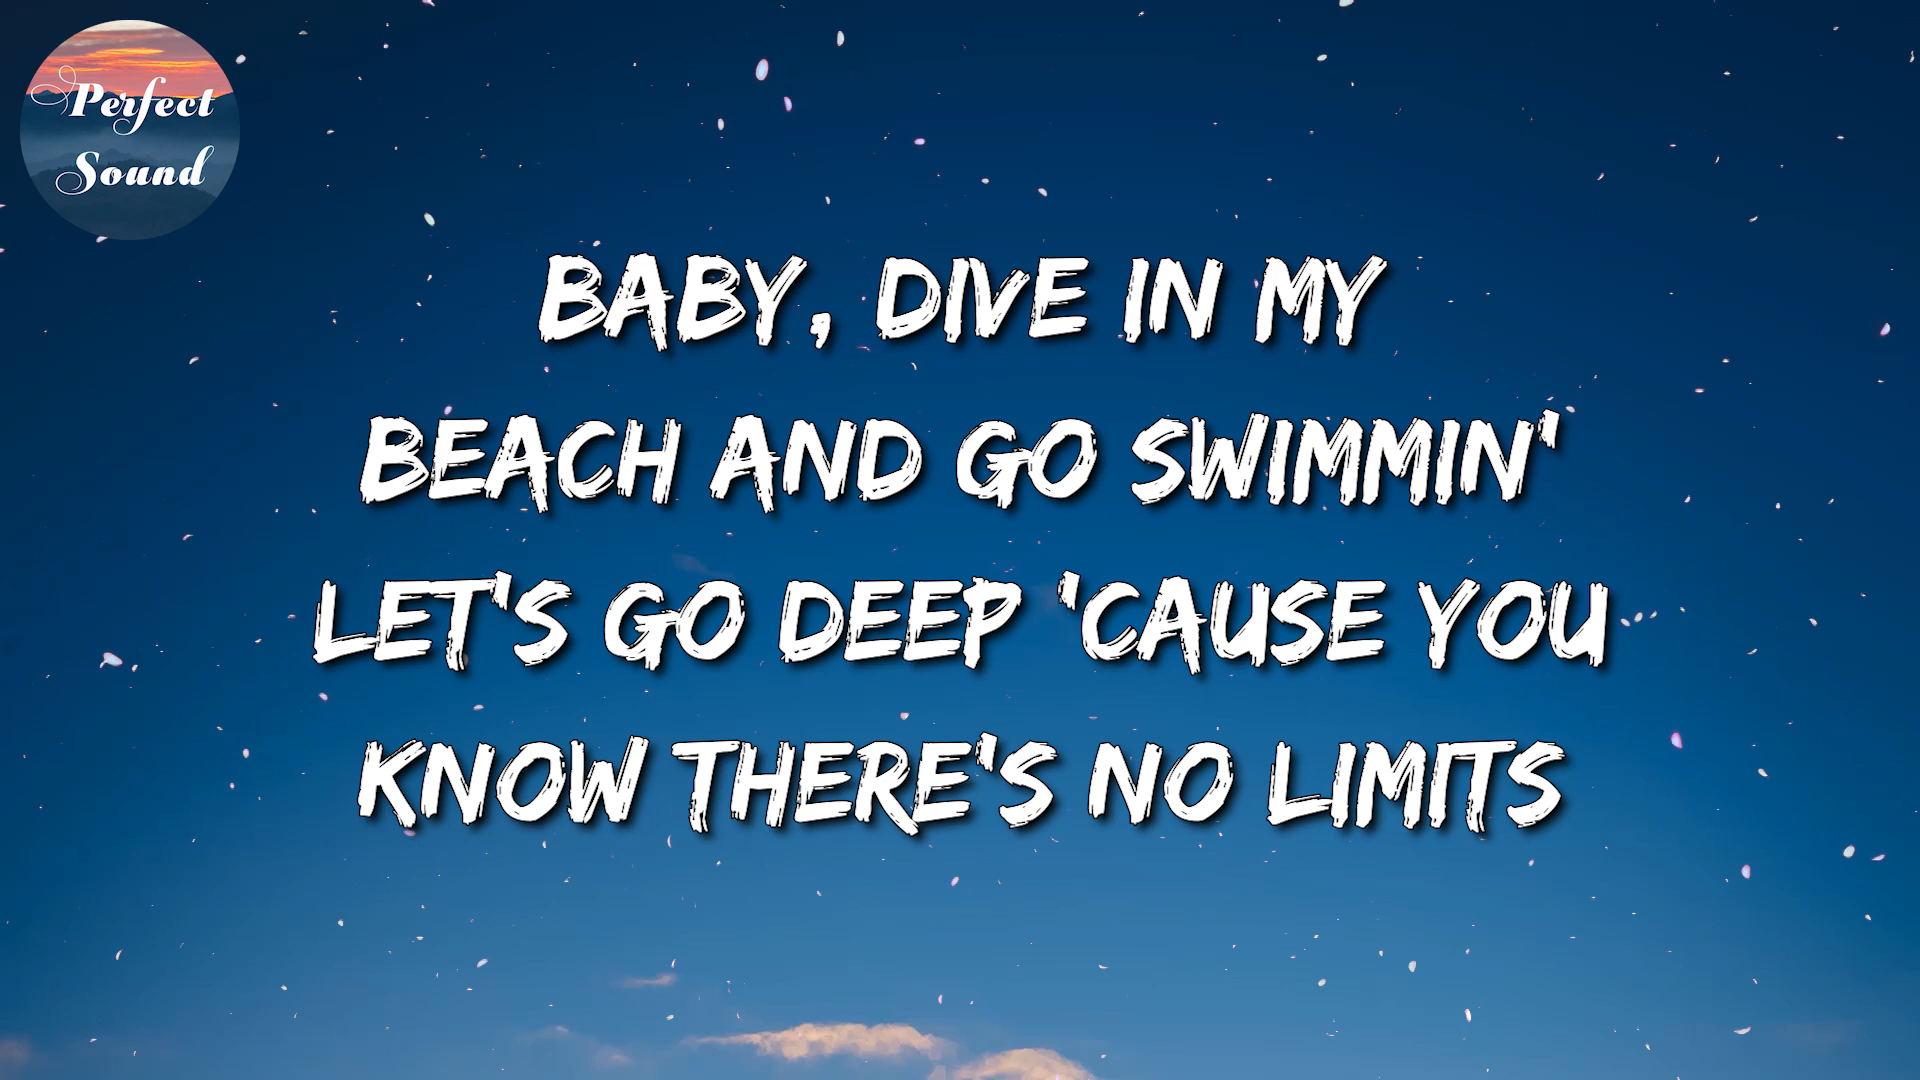 Perfect
Sound
BABY, DIVE IN MY
BEACH AND GO SWIMMIN'
LET'S GO DEEP 'CAUSE YOU
KNOW THERE'S NO LIMITS